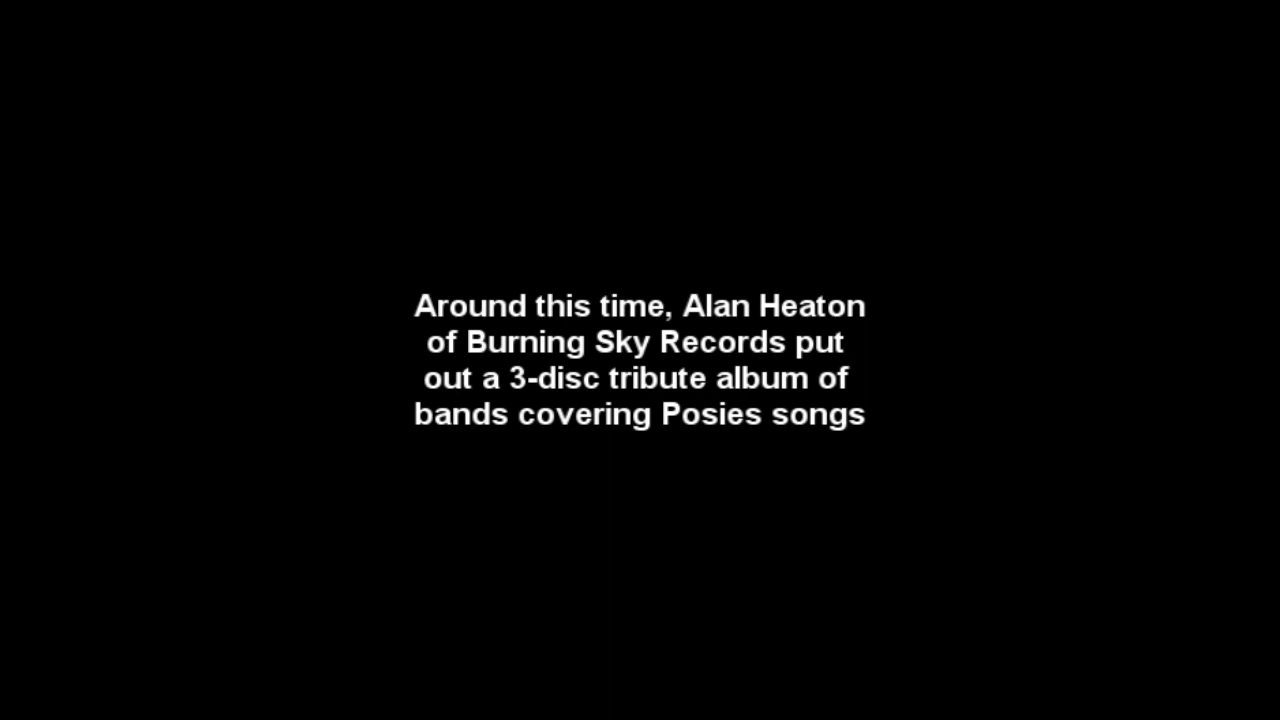 Around this time, Alan Heaton
of Burning Sky Records put
out a 3-disc tribute album of
bands covering Posies songs